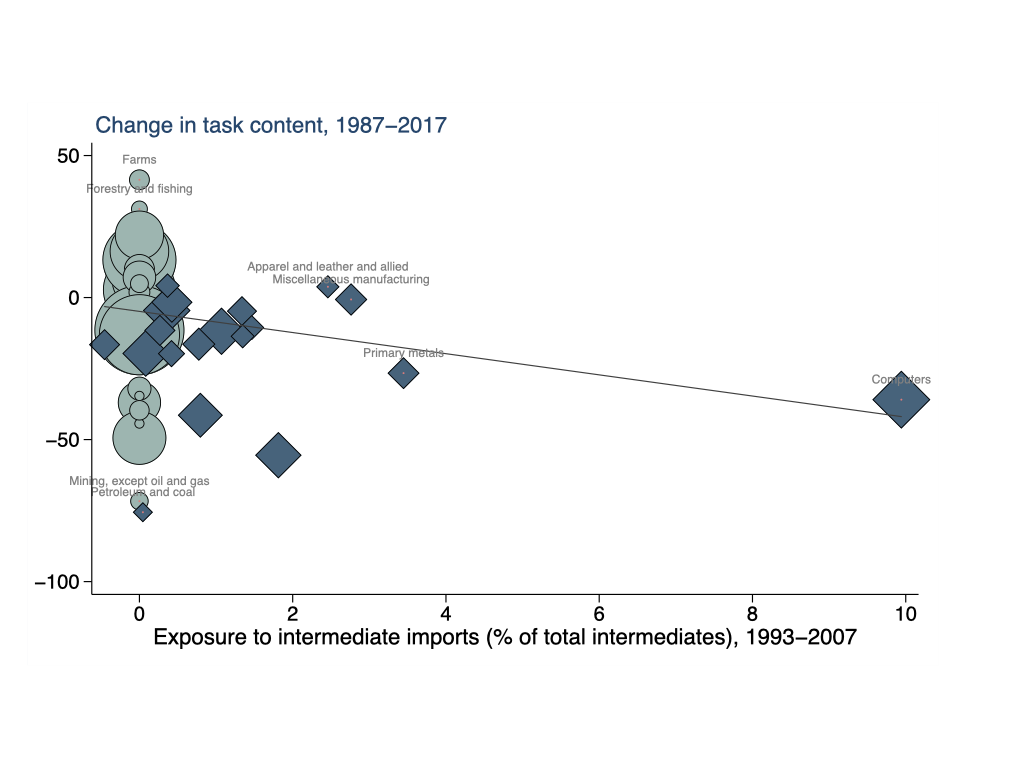 Change in task content, 1987–2017
50
Farms
Forestry and fishing
Apparel and leather and allied
Miscellaneous manufacturing
0
Primary metals
Computers
−50
Mining, except oil and gas
Petroleum and coal
−100
0 2 4 6 8 10
Exposure to intermediate imports (% of total intermediates), 1993–2007